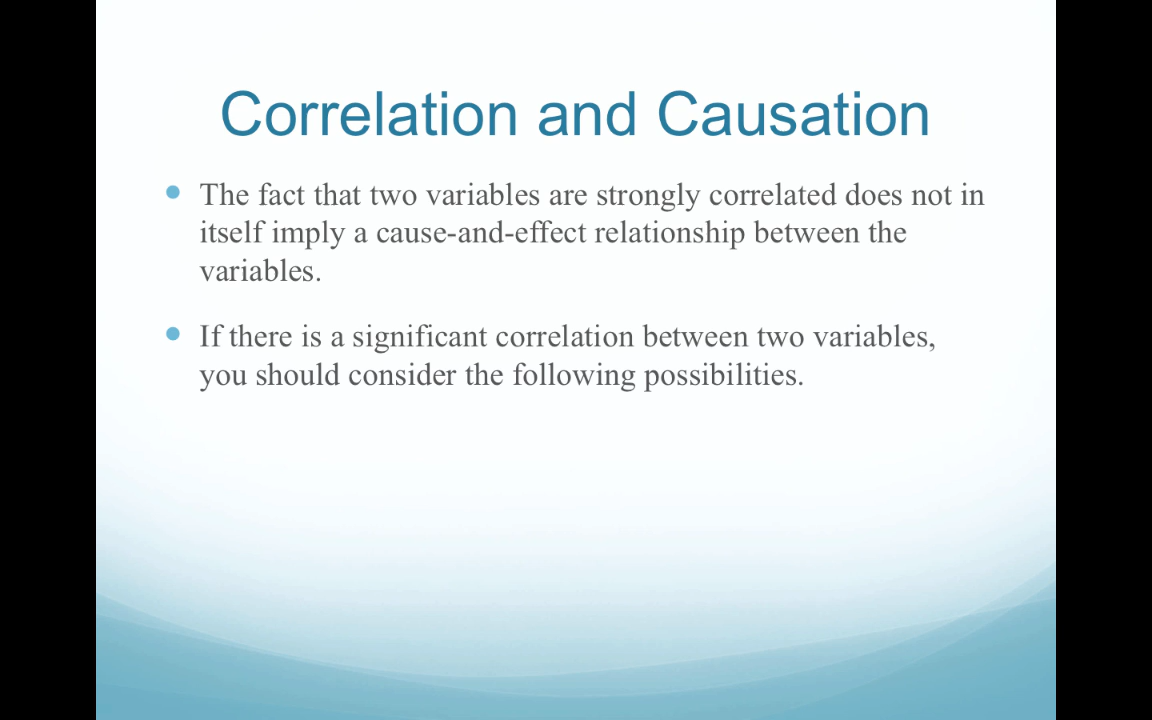 Correlation and Causation
The fact that two variables are strongly correlated does not in
itself imply a cause-and-effect relationship between the
variables.
If there is a significant correlation between two variables,
you should consider the following possibilities.